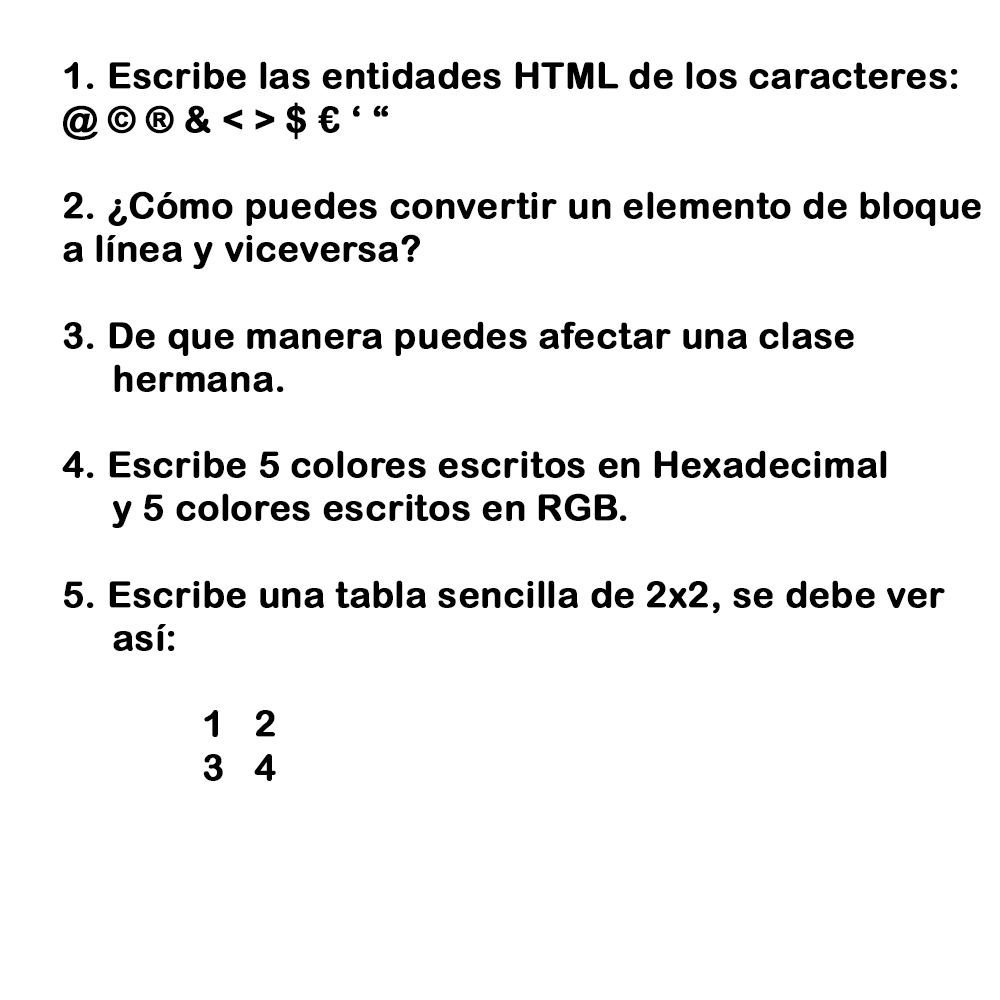 1. Escribe las entidades HTML de los caracteres:
@ © ® & < > $ € ‘ “
2. ¿Cómo puedes convertir un elemento de bloque
a línea y viceversa?
3. De que manera puedes afectar una clase
hermana.
4. Escribe 5 colores escritos en Hexadecimal
y 5 colores escritos en RGB.
5. Escribe una tabla sencilla de 2x2, se debe ver
así:
1 2
3 4